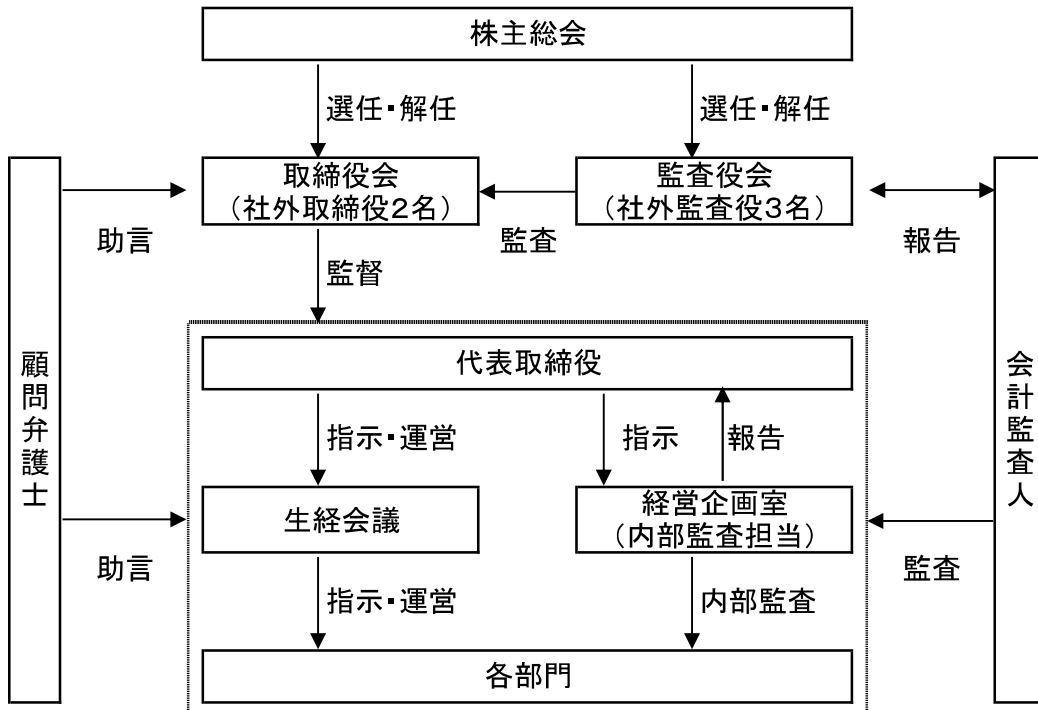 株主総会
選任・解任
選任・解任
取締役会
（社外取締役2名）
監査役会
（社外監査役3名）
助言
監査
報告
監督
顧問弁護士
会計監査人
代表取締役
指示・運営
指示
報告
生経会議
経営企画室
（内部監査担当）
助言
監査
指示・運営
内部監査
各部門